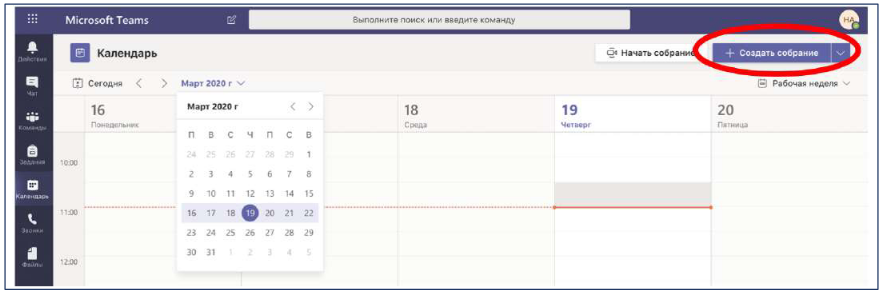 Microsoft Teams
Выполните поиск или введите команду
НА
Действия
Календарь
Начать собрание
+ Создать собрание
Чат
Сегодня < > Март 2020 г
Рабочая неделя
Команды
16
Понедельник
18
Среда
19
Четверг
20
Пятница
Март 2020 г < >
П В С Ч П С В
24 25 26 27 28 29 1
2 3 4 5 6 7 8
9 10 11 12 13 14 15
16 17 18 19 20 21 22
23 24 25 26 27 28 29
30 31 1 2 3 4 5
Задания
10:00
Календарь
11:00
Звонки
Файлы
12:00